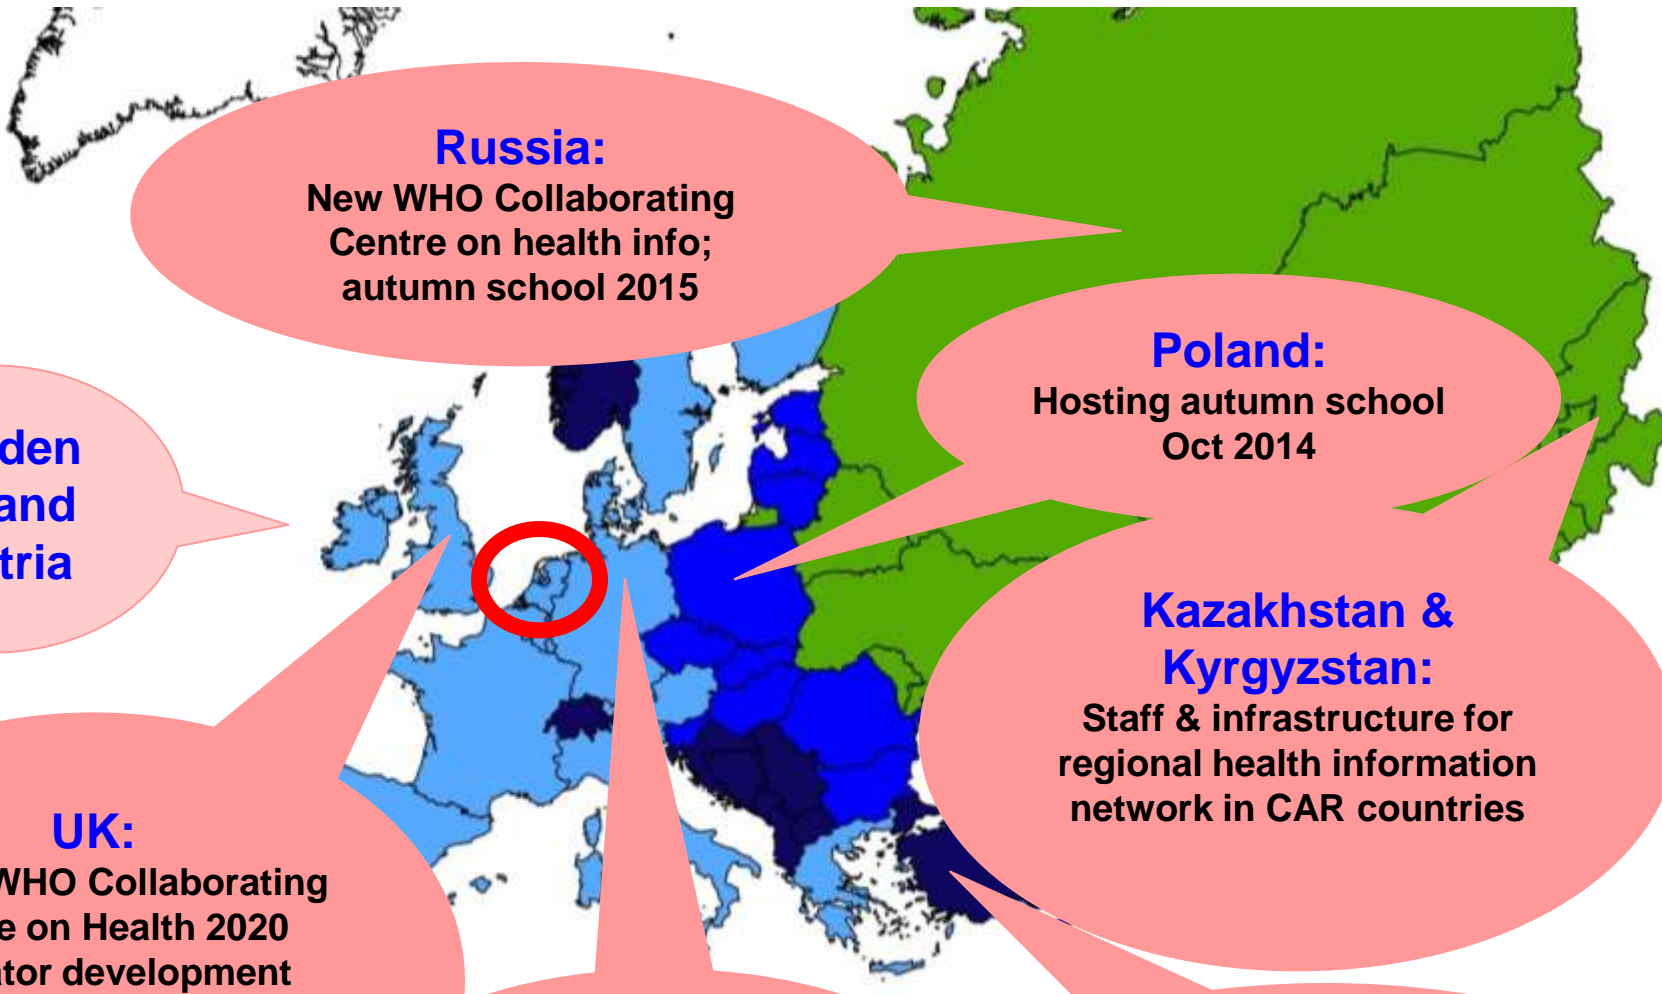 Russia:
New WHO Collaborating
Centre on health info;
autumn school 2015
Poland:
Hosting autumn school
Oct 2014
den
and
tria
Kazakhstan &
Kyrgyzstan:
Staff & infrastructure for
regional health information
network in CAR countries
UK:
WHO Collaborating
e on Health 2020
ator development